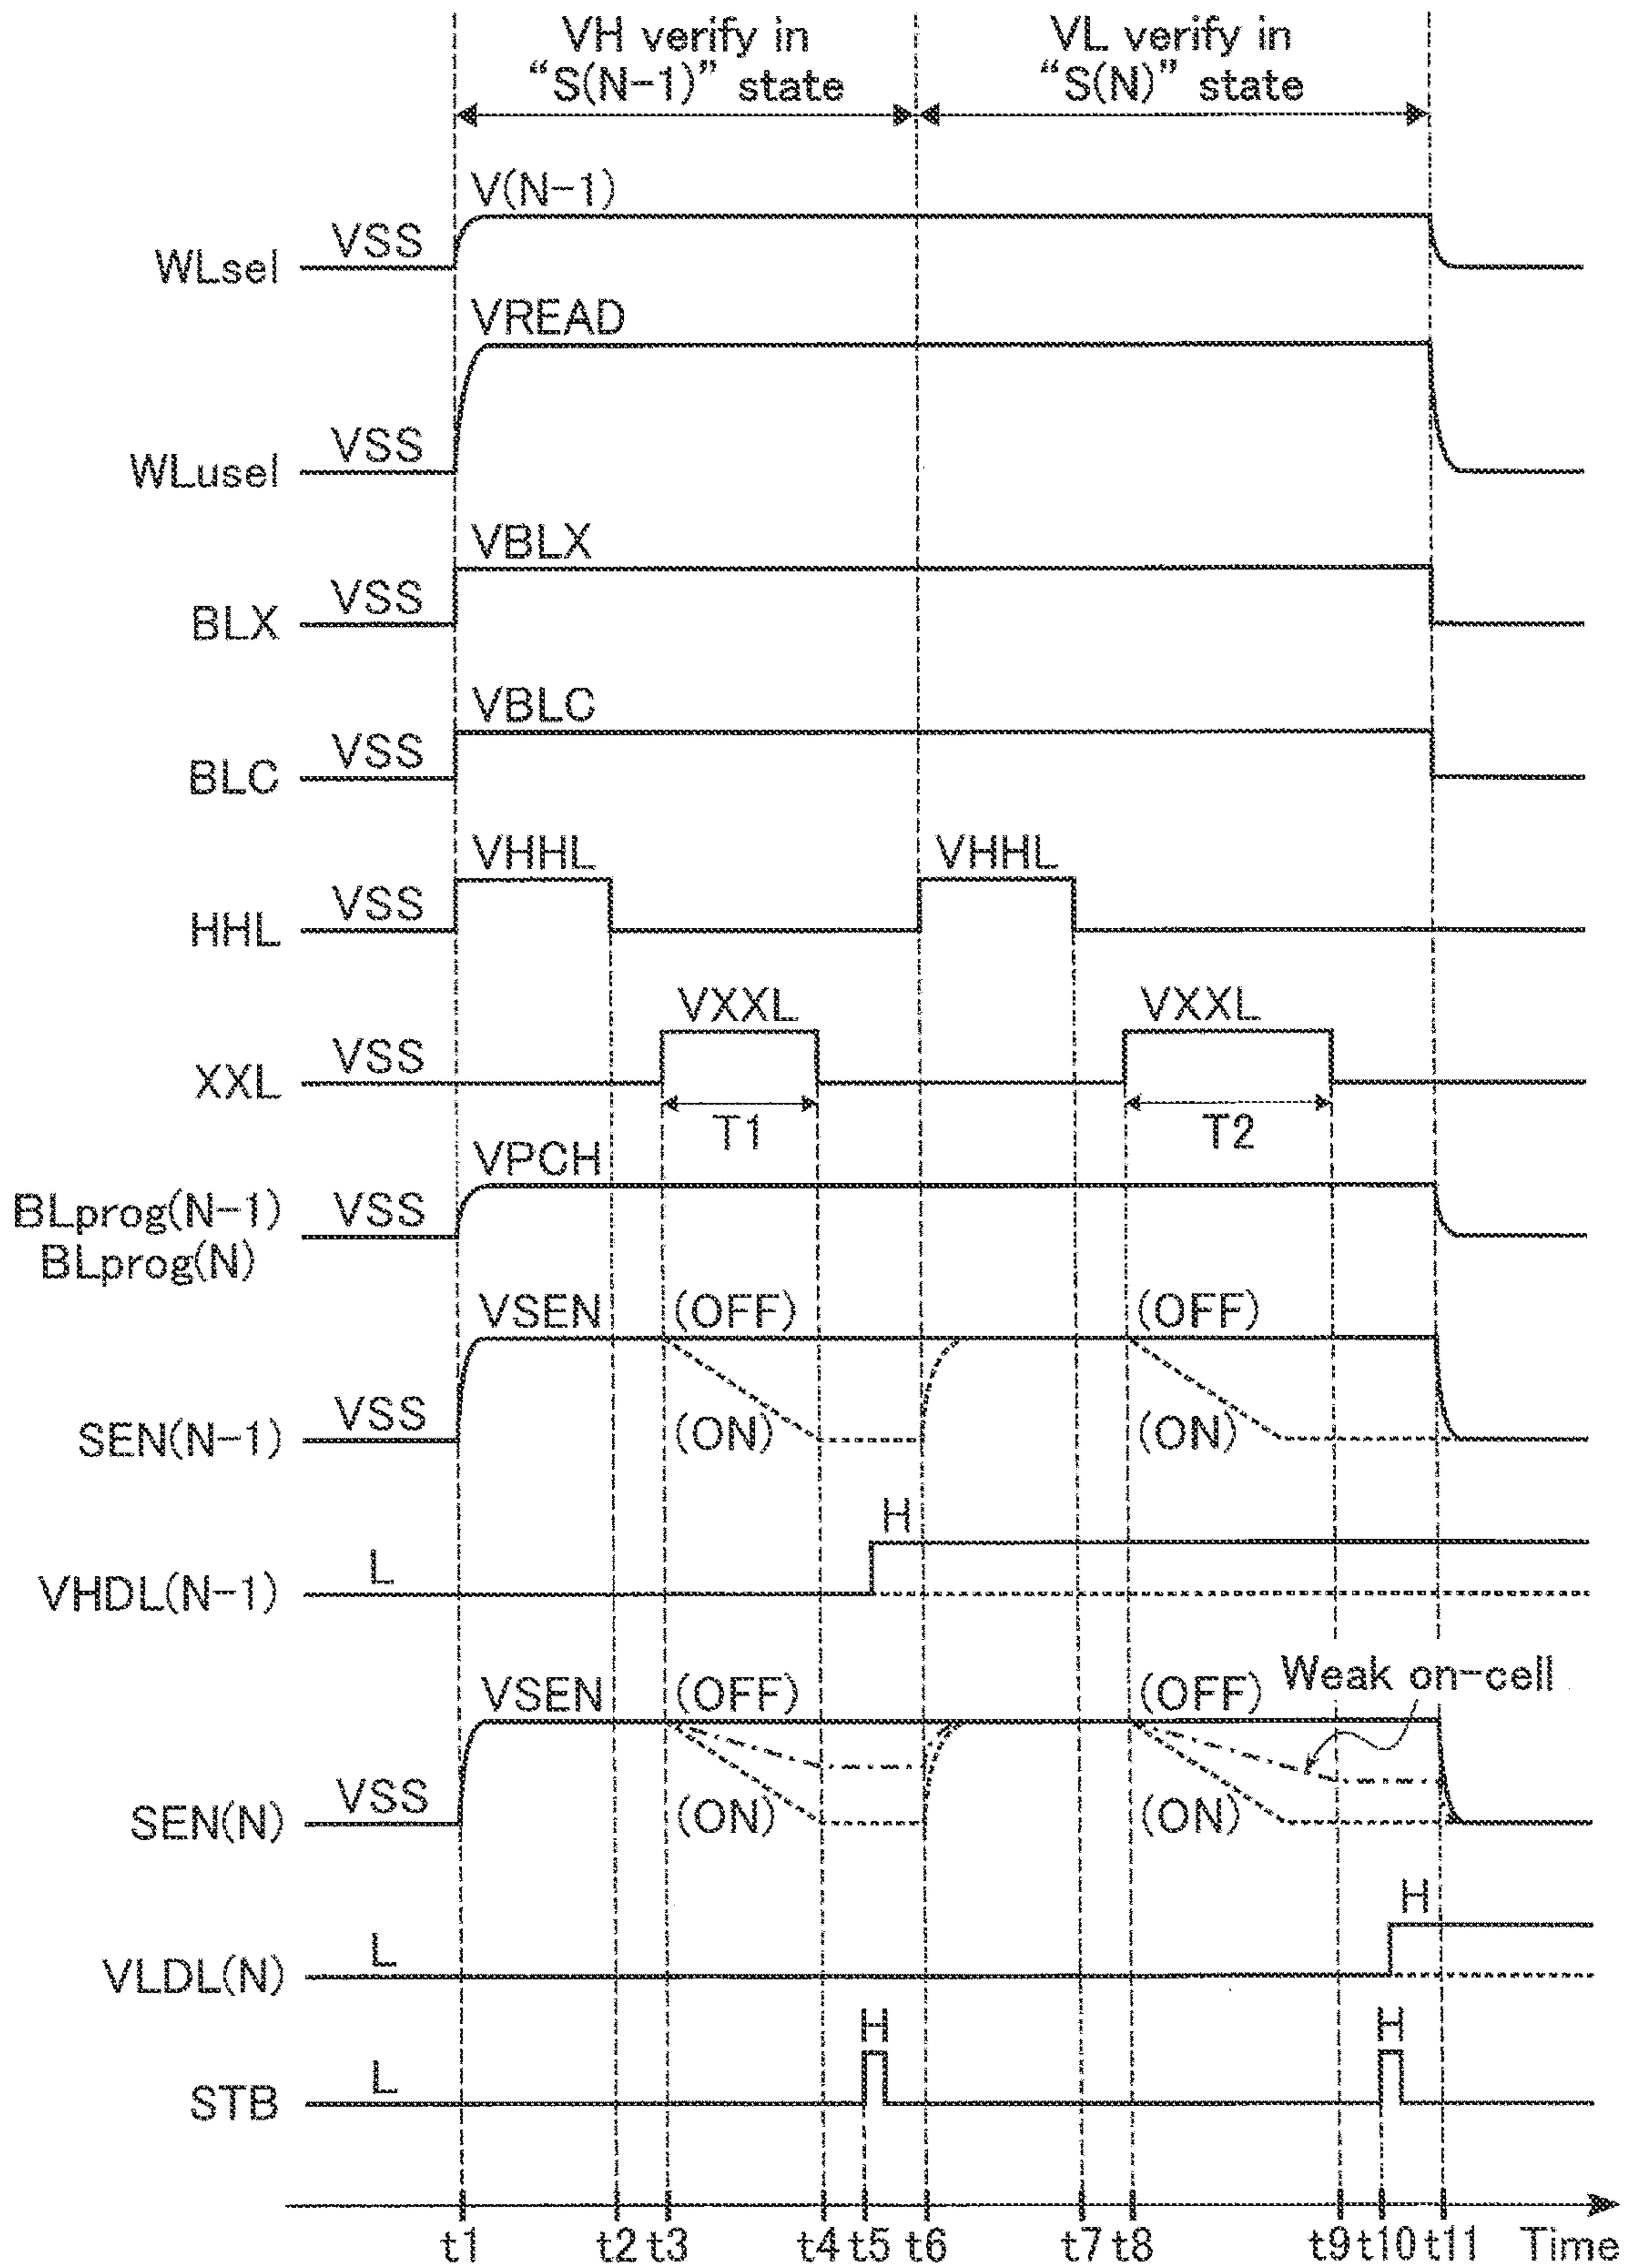 VH verify in
“S(N-1)” state
VL verify in
“S(N)” state
V(N-1)
WLsel VSS
VREAD
WLusel VSS
VBLX
BLX VSS
VBLC
BLC VSS
VHHL VHHL
HHL VSS
VXXL VXXL
XXL VSS
T1 T2
VPCH
BLprog(N-1) VSS
BLprog(N)
VSEN (OFF) (OFF)
SEN(N-1) VSS (ON) (ON)
H
VHDL(N-1) L
VSEN (OFF) (OFF) Weak on-cell
SEN(N) VSS (ON) (ON)
H
VLDL(N) L
H H
STB L
t1 t2 t3 t4 t5 t6 t7 t8 t9 t10 t11 Time